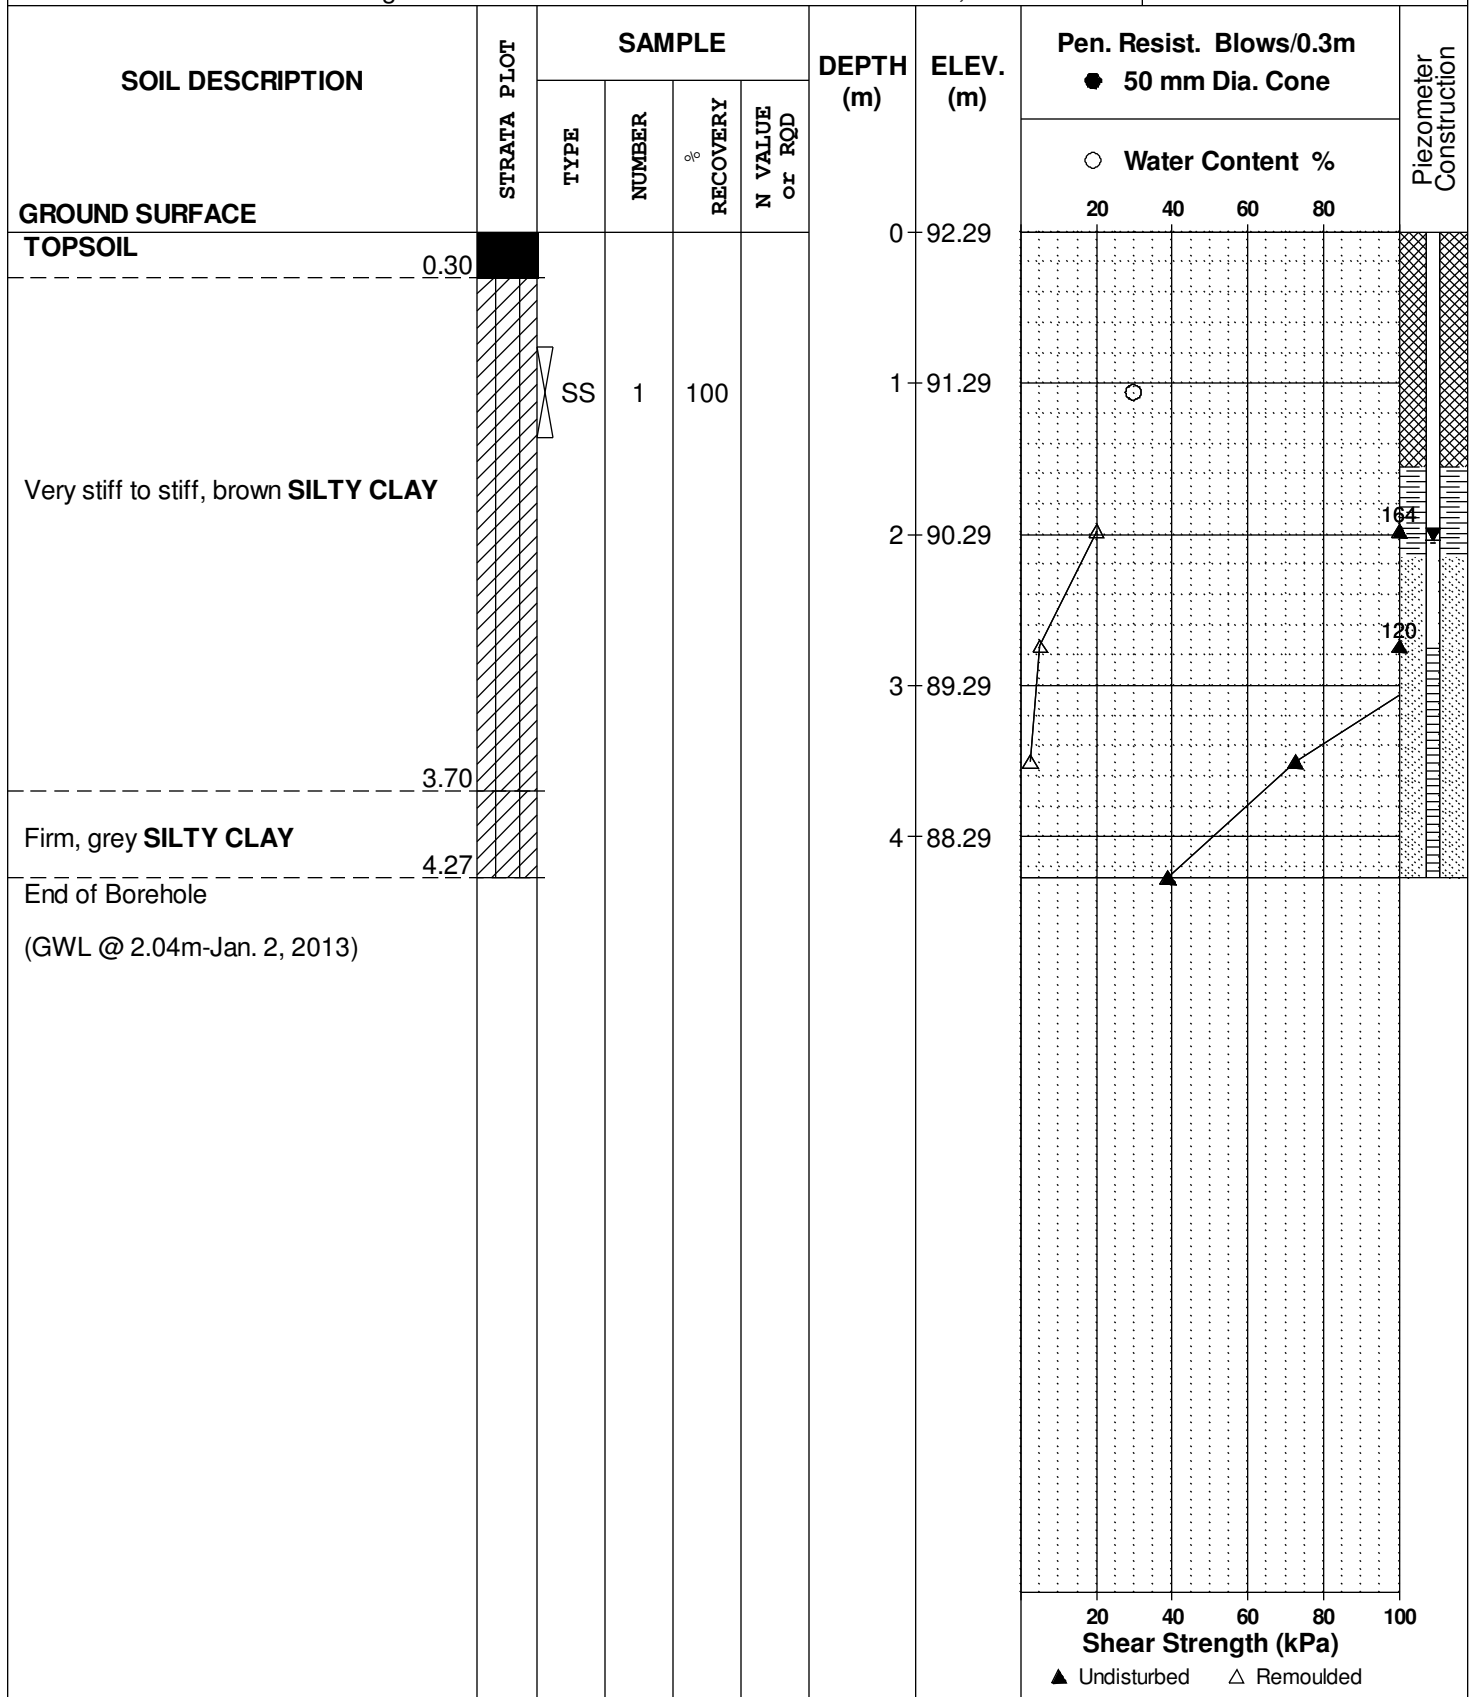 SOIL DESCRIPTION
GROUND SURFACE
STRATA PLOT
SAMPLE
TYPE
NUMBER
%
RECOVERY
N VALUE
or RQD
DEPTH
(m)
ELEV.
(m)
Pen. Resist. Blows/0.3m
● 50 mm Dia. Cone
○ Water Content %
20 40 60 80
Piezometer
Construction
TOPSOIL
0.30
0 92.29
SS 1 100
1 91.29
Very stiff to stiff, brown SILTY CLAY
164
2 90.29
120
3 89.29
3.70
Firm, grey SILTY CLAY
4 88.29
4.27
End of Borehole
(GWL @ 2.04m-Jan. 2, 2013)
20 40 60 80 100
Shear Strength (kPa)
▲ Undisturbed △ Remoulded